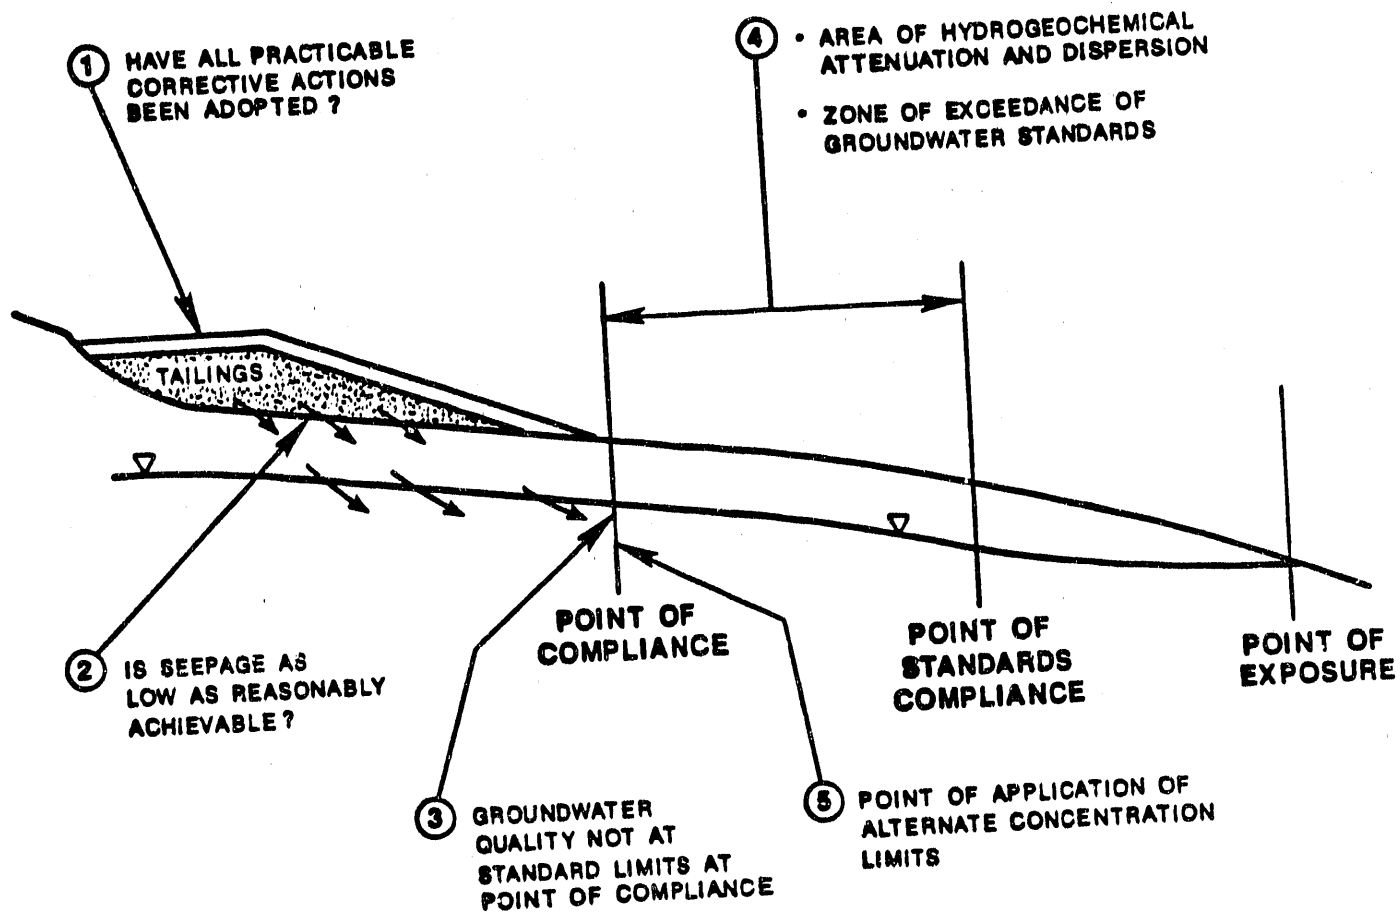 1 HAVE ALL PRACTICABLE
CORRECTIVE ACTIONS
BEEN ADOPTED ?
4 • AREA OF HYDROGEOCHEMICAL
ATTENUATION AND DISPERSION
• ZONE OF EXCEEDANCE OF
GROUNDWATER STANDARDS
TAILINGS
POINT OF
COMPLIANCE
POINT OF
STANDARDS
COMPLIANCE
POINT OF
EXPOSURE
2 IS SEEPAGE AS
LOW AS REASONABLY
ACHIEVABLE ?
3 GROUNDWATER
QUALITY NOT AT
STANDARD LIMITS AT
POINT OF COMPLIANCE
5 POINT OF APPLICATION OF
ALTERNATE CONCENTRATION
LIMITS